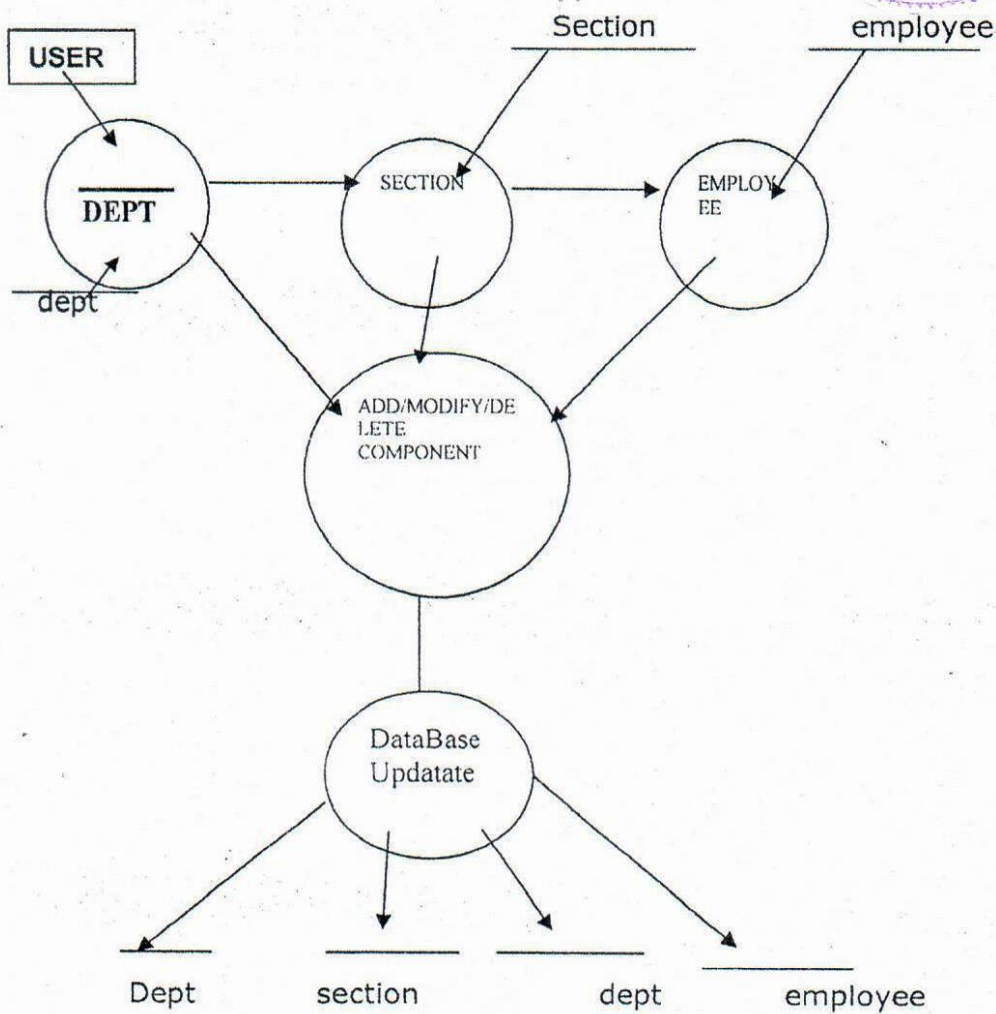 Section
employee
USER
DEPT
SECTION
EMPLOY
EE
dept
ADD/MODIFY/DE
LETE
COMPONENT
DataBase
Updatate
Dept
section
dept
employee